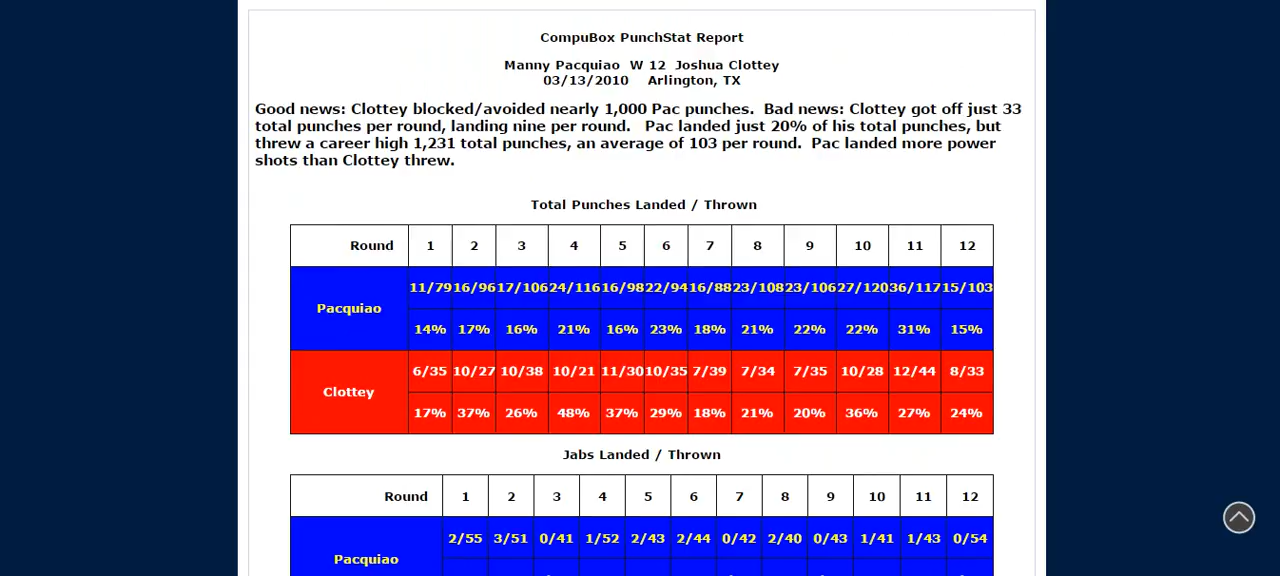 CompuBox PunchStat Report
Manny Pacquiao W 12 Joshua Clottey
03/13/2010 Arlington, TX
Good news: Clottey blocked/avoided nearly 1,000 Pac punches. Bad news: Clottey got off just 33
total punches per round, landing nine per round. Pac landed just 20% of his total punches, but
threw a career high 1,231 total punches, an average of 103 per round. Pac landed more power
shots than Clottey threw.
Total Punches Landed / Thrown
Round 1 2 3 4 5 6 7 8 9 10 11 12
Pacquiao
11/79 16/96 17/106 24/116 16/98 22/94 16/88 23/108 23/106 27/120 36/117 15/103
14% 17% 16% 21% 16% 23% 18% 21% 22% 22% 31% 15%
Clottey
6/35 10/27 10/38 10/21 11/30 10/35 7/39 7/34 7/35 10/28 12/44 8/33
17% 37% 26% 48% 37% 29% 18% 21% 20% 36% 27% 24%
Jabs Landed / Thrown
Round 1 2 3 4 5 6 7 8 9 10 11 12
Pacquiao
2/55 3/51 0/41 1/52 2/43 2/44 0/42 2/40 0/43 1/41 1/43 0/54